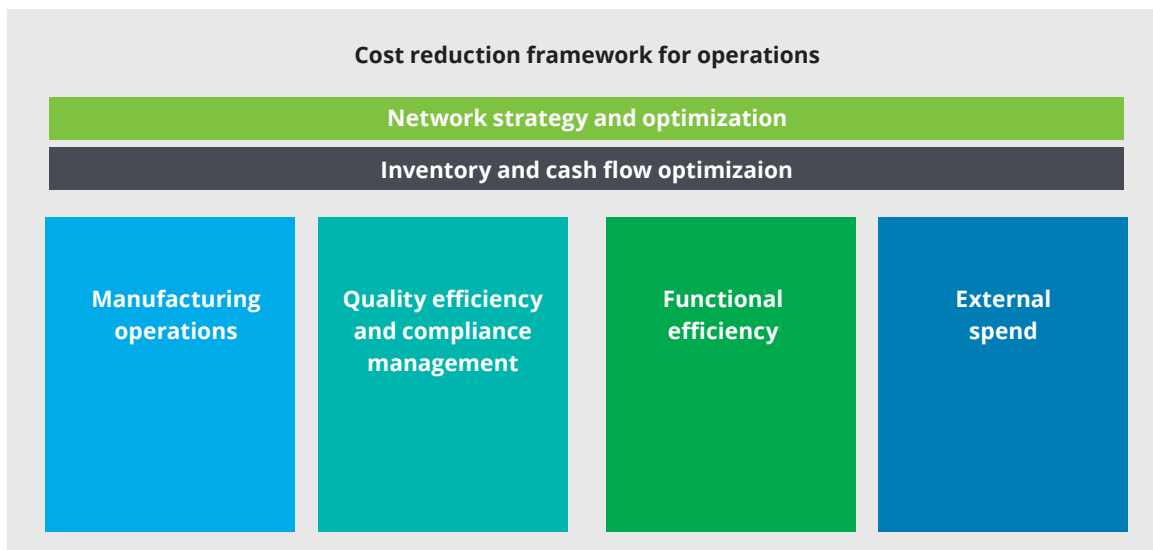 Cost reduction framework for operations
Network strategy and optimization
Inventory and cash flow optimizaion
Manufacturing
operations
Quality efficiency
and compliance
management
Functional
efficiency
External
spend